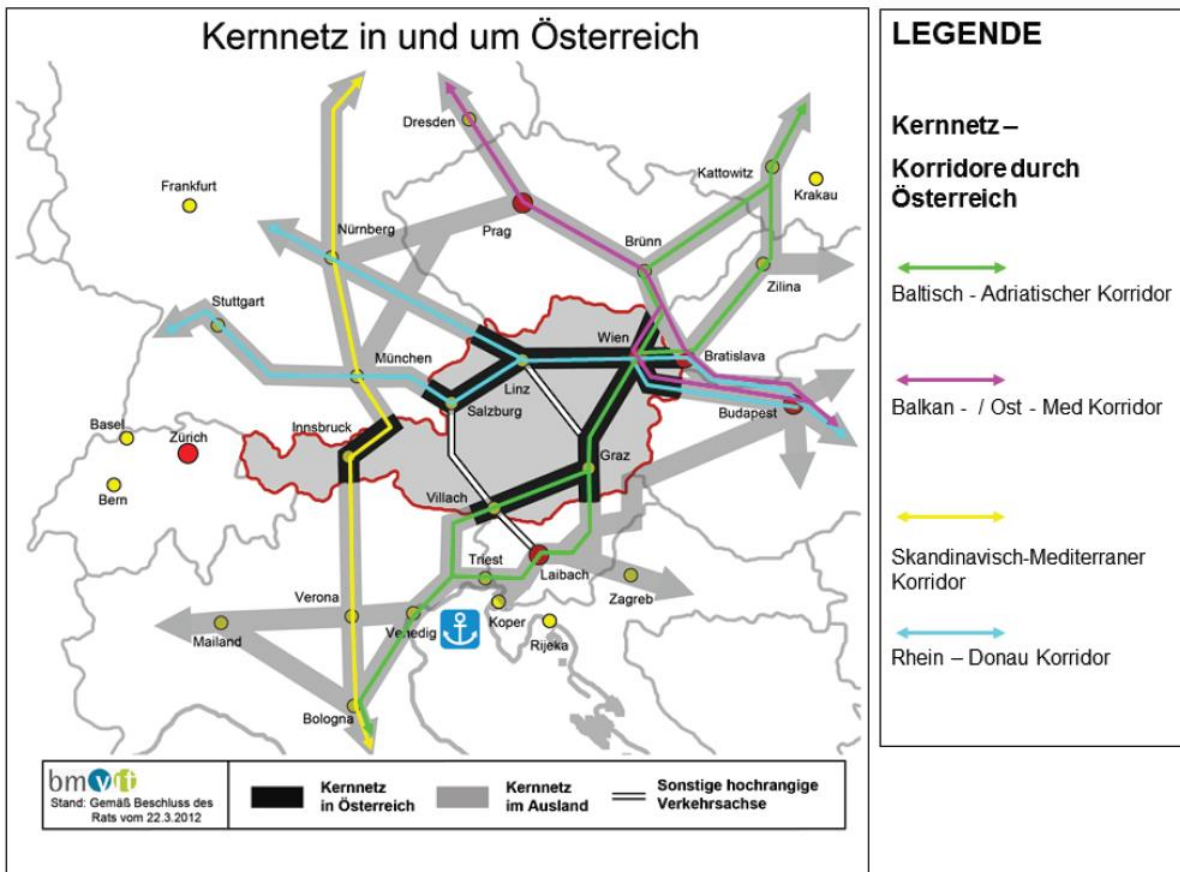 Kernnetz in und um Österreich
Dresden
Kattowitz
Krakau
Frankfurt
Nürnberg
Prag
Brünn
Zilina
Stuttgart
München
Wien
Bratislava
Linz
Salzburg
Budapest
Basel
Zürich
Innsbruck
Bern
Graz
Villach
Triest
Laibach
Zagreb
Verona
Mailand
Venedig
Koper
Rijeka
Bologna
bmvit
Stand: Gemäß Beschluss des
Rats vom 22.3.2012
Kernnetz
in Österreich
Kernnetz
im Ausland
Sonstige hochrangige
Verkehrsachse
LEGENDE
Kernnetz –
Korridore durch
Österreich
Baltisch - Adriatischer Korridor
Balkan - / Ost - Med Korridor
Skandinavisch-Mediterraner
Korridor
Rhein – Donau Korridor